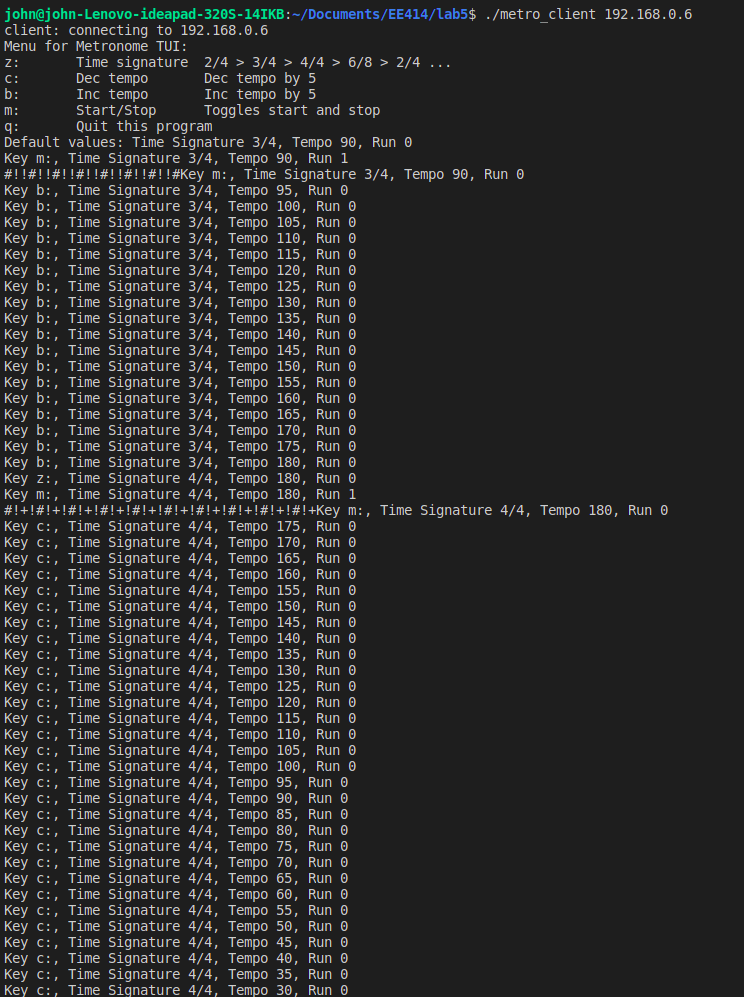 john@john-Lenovo-ideapad-320S-14IKB:~/Documents/EE414/lab5$ ./metro_client 192.168.0.6
client: connecting to 192.168.0.6
Menu for Metronome TUI:
z:       Time signature  2/4 > 3/4 > 4/4 > 6/8 > 2/4 ...
c:       Dec tempo       Dec tempo by 5
b:       Inc tempo       Inc tempo by 5
m:       Start/Stop      Toggles start and stop
q:       Quit this program
Default values: Time Signature 3/4, Tempo 90, Run 0
Key m:, Time Signature 3/4, Tempo 90, Run 1
#!!#!!#!!#!!#!!#!!#!!#Key m:, Time Signature 3/4, Tempo 90, Run 0
Key b:, Time Signature 3/4, Tempo 95, Run 0
Key b:, Time Signature 3/4, Tempo 100, Run 0
Key b:, Time Signature 3/4, Tempo 105, Run 0
Key b:, Time Signature 3/4, Tempo 110, Run 0
Key b:, Time Signature 3/4, Tempo 115, Run 0
Key b:, Time Signature 3/4, Tempo 120, Run 0
Key b:, Time Signature 3/4, Tempo 125, Run 0
Key b:, Time Signature 3/4, Tempo 130, Run 0
Key b:, Time Signature 3/4, Tempo 135, Run 0
Key b:, Time Signature 3/4, Tempo 140, Run 0
Key b:, Time Signature 3/4, Tempo 145, Run 0
Key b:, Time Signature 3/4, Tempo 150, Run 0
Key b:, Time Signature 3/4, Tempo 155, Run 0
Key b:, Time Signature 3/4, Tempo 160, Run 0
Key b:, Time Signature 3/4, Tempo 165, Run 0
Key b:, Time Signature 3/4, Tempo 170, Run 0
Key b:, Time Signature 3/4, Tempo 175, Run 0
Key b:, Time Signature 3/4, Tempo 180, Run 0
Key z:, Time Signature 4/4, Tempo 180, Run 0
Key m:, Time Signature 4/4, Tempo 180, Run 1
#!+!#!+!#!+!#!+!#!+!#!+!#!+!#!+!#!+!#!+Key m:, Time Signature 4/4, Tempo 180, Run 0
Key c:, Time Signature 4/4, Tempo 175, Run 0
Key c:, Time Signature 4/4, Tempo 170, Run 0
Key c:, Time Signature 4/4, Tempo 165, Run 0
Key c:, Time Signature 4/4, Tempo 160, Run 0
Key c:, Time Signature 4/4, Tempo 155, Run 0
Key c:, Time Signature 4/4, Tempo 150, Run 0
Key c:, Time Signature 4/4, Tempo 145, Run 0
Key c:, Time Signature 4/4, Tempo 140, Run 0
Key c:, Time Signature 4/4, Tempo 135, Run 0
Key c:, Time Signature 4/4, Tempo 130, Run 0
Key c:, Time Signature 4/4, Tempo 125, Run 0
Key c:, Time Signature 4/4, Tempo 120, Run 0
Key c:, Time Signature 4/4, Tempo 115, Run 0
Key c:, Time Signature 4/4, Tempo 110, Run 0
Key c:, Time Signature 4/4, Tempo 105, Run 0
Key c:, Time Signature 4/4, Tempo 100, Run 0
Key c:, Time Signature 4/4, Tempo 95, Run 0
Key c:, Time Signature 4/4, Tempo 90, Run 0
Key c:, Time Signature 4/4, Tempo 85, Run 0
Key c:, Time Signature 4/4, Tempo 80, Run 0
Key c:, Time Signature 4/4, Tempo 75, Run 0
Key c:, Time Signature 4/4, Tempo 70, Run 0
Key c:, Time Signature 4/4, Tempo 65, Run 0
Key c:, Time Signature 4/4, Tempo 60, Run 0
Key c:, Time Signature 4/4, Tempo 55, Run 0
Key c:, Time Signature 4/4, Tempo 50, Run 0
Key c:, Time Signature 4/4, Tempo 45, Run 0
Key c:, Time Signature 4/4, Tempo 40, Run 0
Key c:, Time Signature 4/4, Tempo 35, Run 0
Key c:, Time Signature 4/4, Tempo 30, Run 0